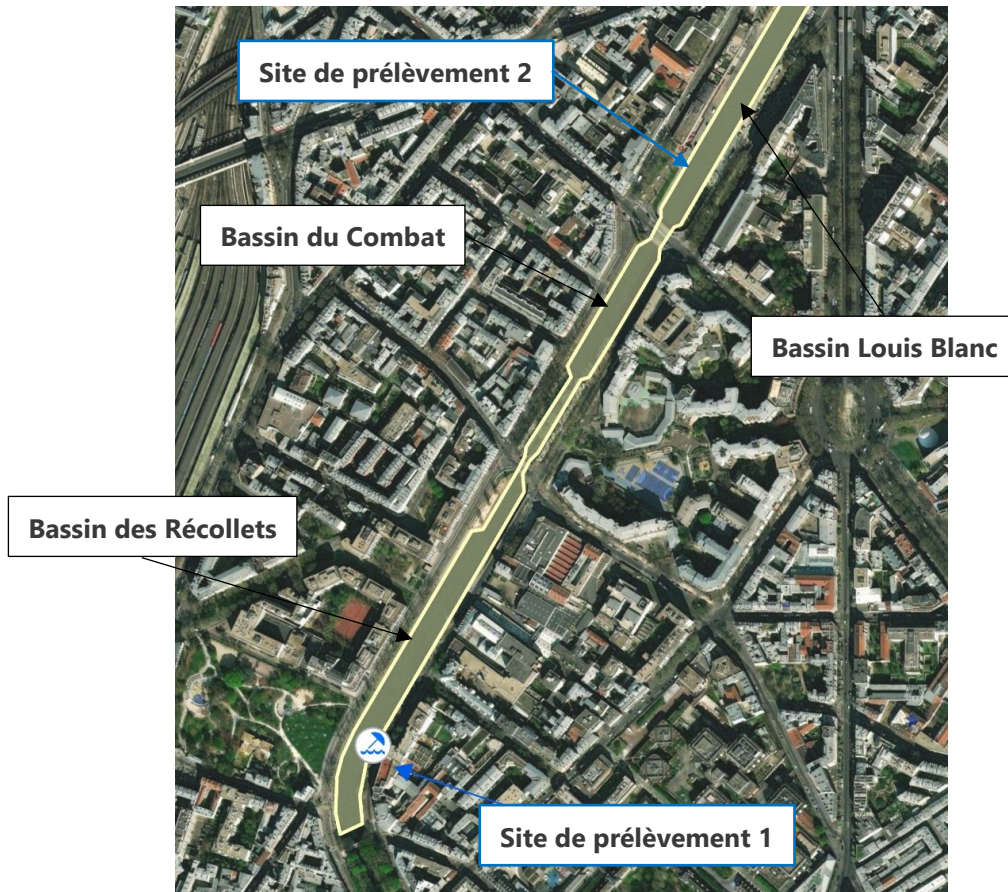 Site de prélèvement 2
Bassin du Combat
Bassin Louis Blanc
Bassin des Récollets
Site de prélèvement 1